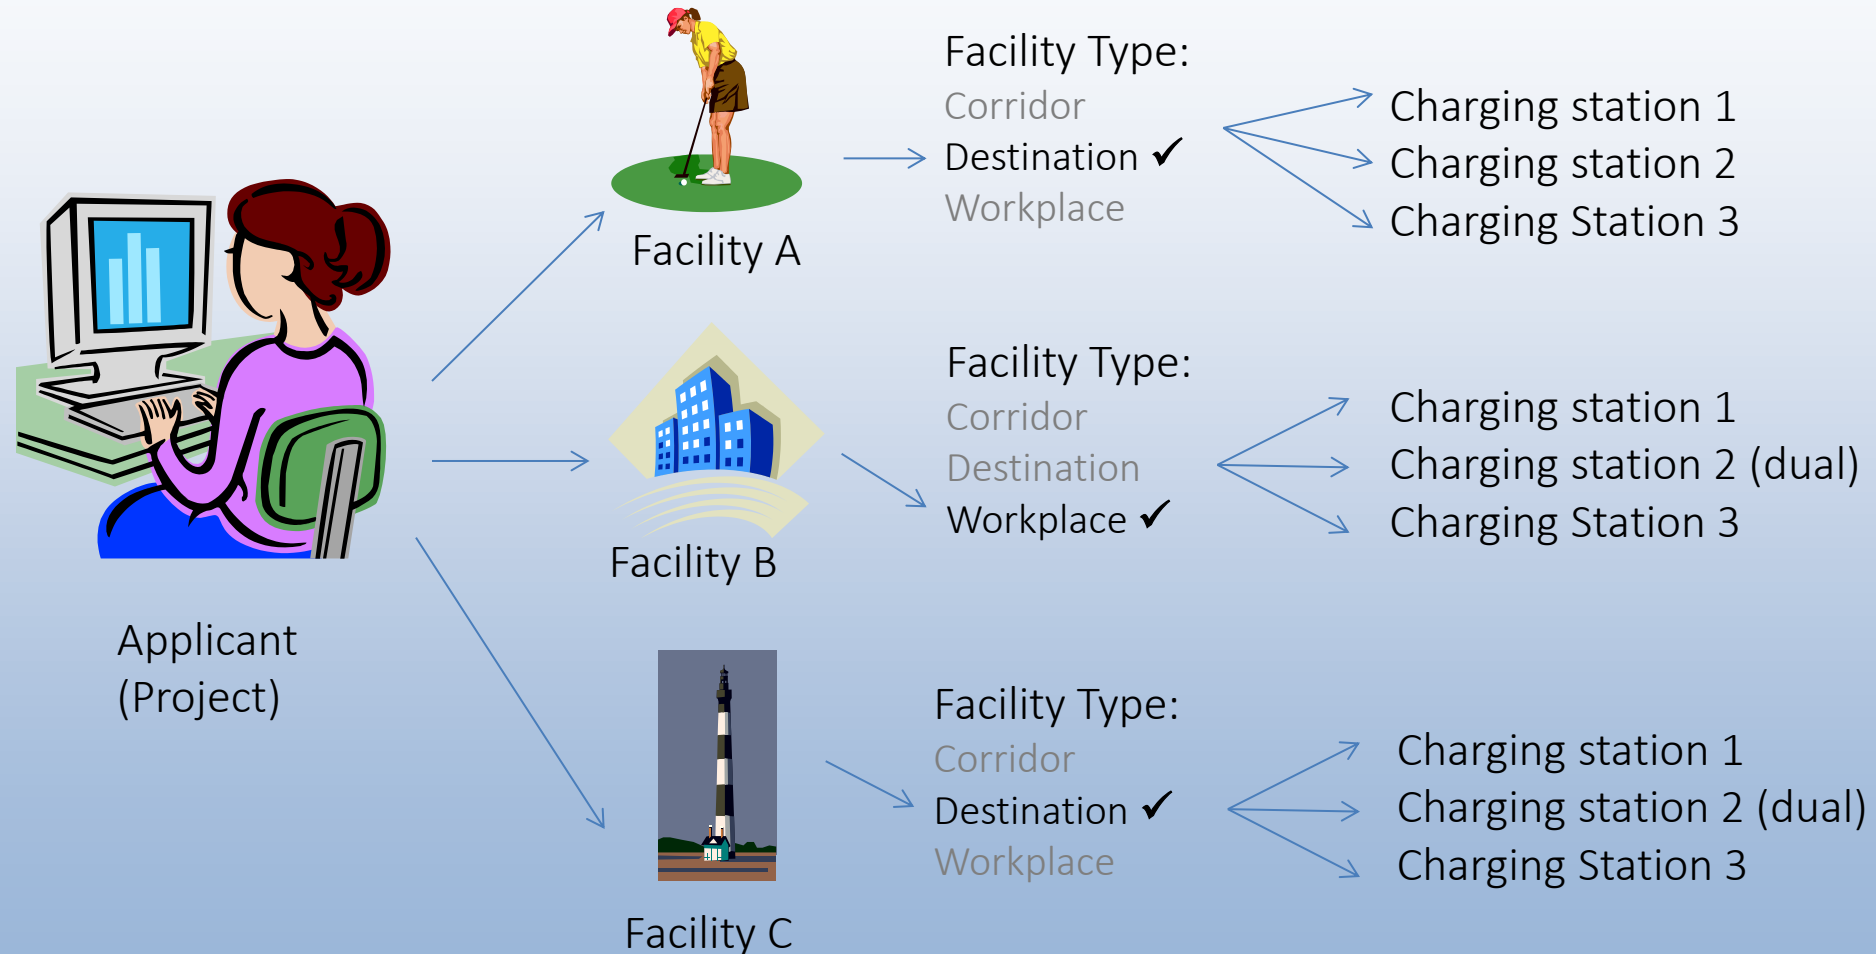 Applicant
(Project)
Facility A
Facility Type:
Corridor
Destination ✓
Workplace
Charging station 1
Charging station 2
Charging Station 3
Facility B
Facility Type:
Corridor
Destination
Workplace ✓
Charging station 1
Charging station 2 (dual)
Charging Station 3
Facility C
Facility Type:
Corridor
Destination ✓
Workplace
Charging station 1
Charging station 2 (dual)
Charging Station 3